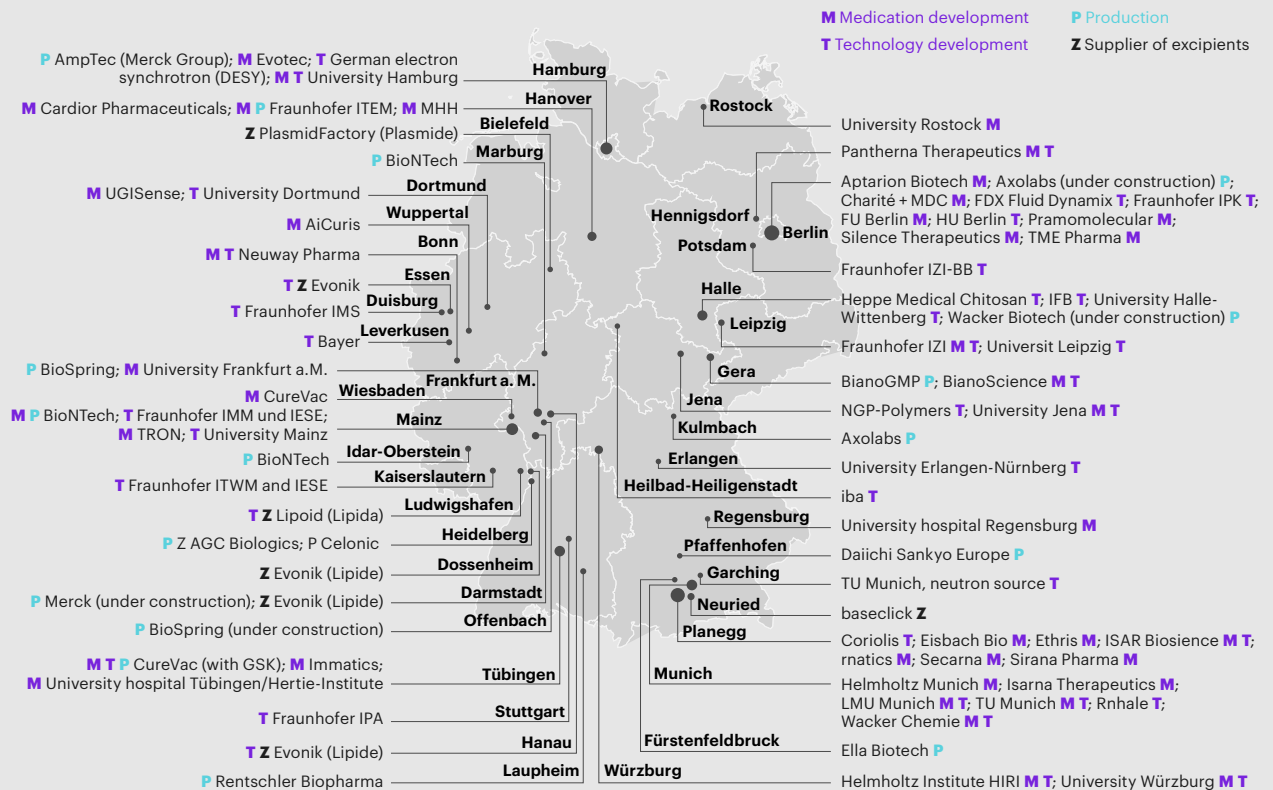 M Medication development
P Production
T Technology development
Z Supplier of excipients
P AmpTec (Merck Group); M Evotec; T German electron
synchrotron (DESY); M T University Hamburg
Hamburg
M Cardior Pharmaceuticals; M P Fraunhofer ITEM; M MHH
Hanover
Z PlasmidFactory (Plasmide)
Bielefeld
P BioNTech
Marburg
M UGISense; T University Dortmund
Dortmund
M AiCuris
Wuppertal
M T Neuway Pharma
Bonn
T Z Evonik
Essen
T Fraunhofer IMS
Duisburg
T Bayer
Leverkusen
P BioSpring; M University Frankfurt a.M.
Frankfurt a. M.
M CureVac
Wiesbaden
M P BioNTech; T Fraunhofer IMM und IESE;
M TRON; T University Mainz
Mainz
P BioNTech
Idar-Oberstein
T Fraunhofer ITWM and IESE
Kaiserslautern
T Z Lipoid (Lipida)
Ludwigshafen
P Z AGC Biologics; P Celonic
Heidelberg
Z Evonik (Lipide)
Dossenheim
P Merck (under construction); Z Evonik (Lipide)
Darmstadt
P BioSpring (under construction)
Offenbach
M T P CureVac (with GSK); M Immatics;
M University hospital Tübingen/Hertie-Institute
Tübingen
T Fraunhofer IPA
Stuttgart
T Z Evonik (Lipide)
Hanau
P Rentschler Biopharma
Laupheim
Rostock
University Rostock M
Hennigsdorf
Pantherna Therapeutics M T
Berlin
Aptarion Biotech M; Axolabs (under construction) P;
Charité + MDC M; FDX Fluid Dynamix T; Fraunhofer IPK T;
FU Berlin M; HU Berlin T; Pramomolecular M;
Silence Therapeutics M; TME Pharma M
Potsdam
Fraunhofer IZI-BB T
Halle
Heppe Medical Chitosan T; IFB T; University Halle-
Wittenberg T; Wacker Biotech (under construction) P
Leipzig
Fraunhofer IZI M T; Universit Leipzig T
Gera
BianoGMP P; BianoScience M T
Jena
NGP-Polymers T; University Jena M T
Kulmbach
Axolabs P
Erlangen
University Erlangen-Nürnberg T
Heilbad-Heiligenstadt
iba T
Regensburg
University hospital Regensburg M
Pfaffenhofen
Daiichi Sankyo Europe P
Garching
TU Munich, neutron source T
Neuried
baseclick Z
Planegg
Coriolis T; Eisbach Bio M; Ethris M; ISAR Biosience M T;
rnatics M; Secarna M; Sirana Pharma M
Munich
Helmholtz Munich M; Isarna Therapeutics M;
LMU Munich M T; TU Munich M T; Rnhale T;
Wacker Chemie M T
Fürstenfeldbruck
Ella Biotech P
Würzburg
Helmholtz Institute HIRI M T; University Würzburg M T